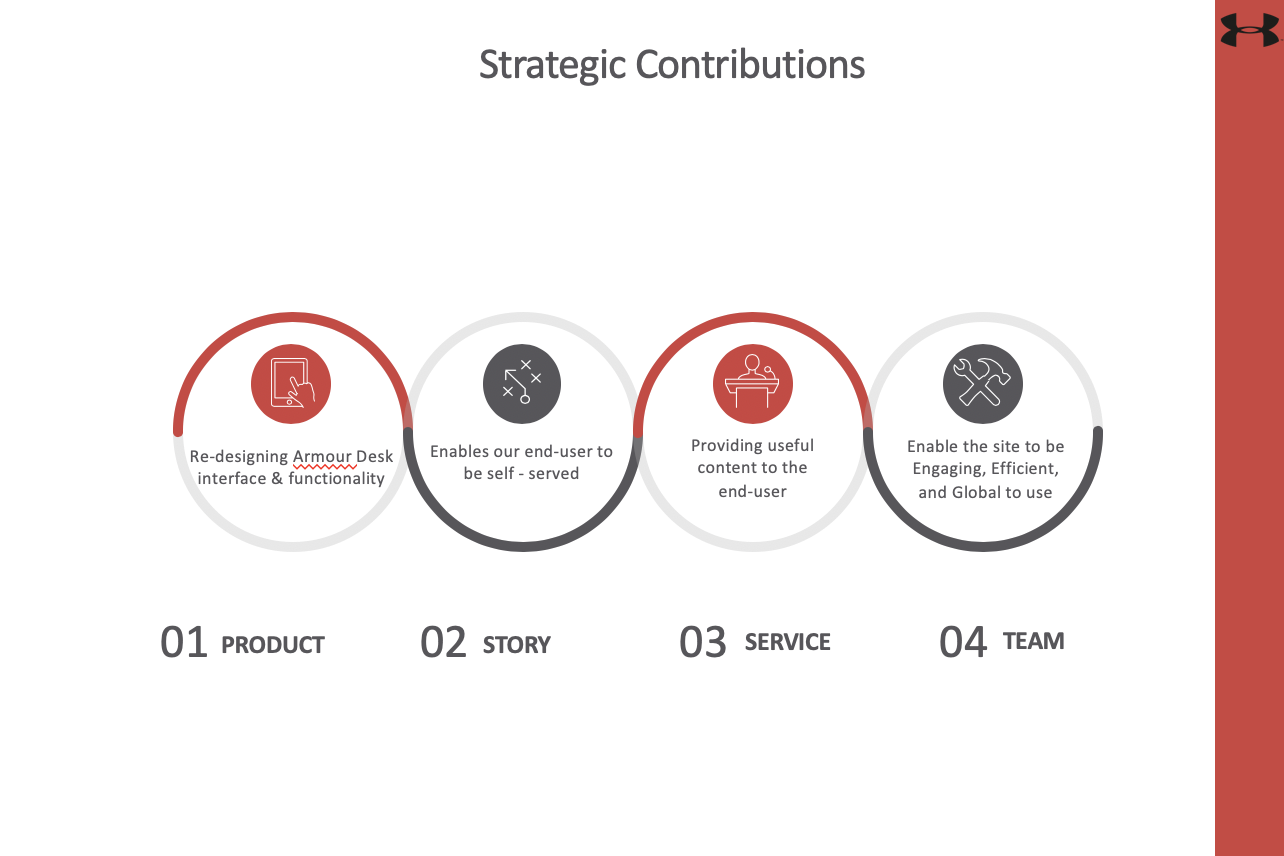 Strategic Contributions
Re-designing Armour Desk
interface & functionality
Enables our end-user to
be self - served
Providing useful
content to the
end-user
Enable the site to be
Engaging, Efficient,
and Global to use
01 PRODUCT
02 STORY
03 SERVICE
04 TEAM